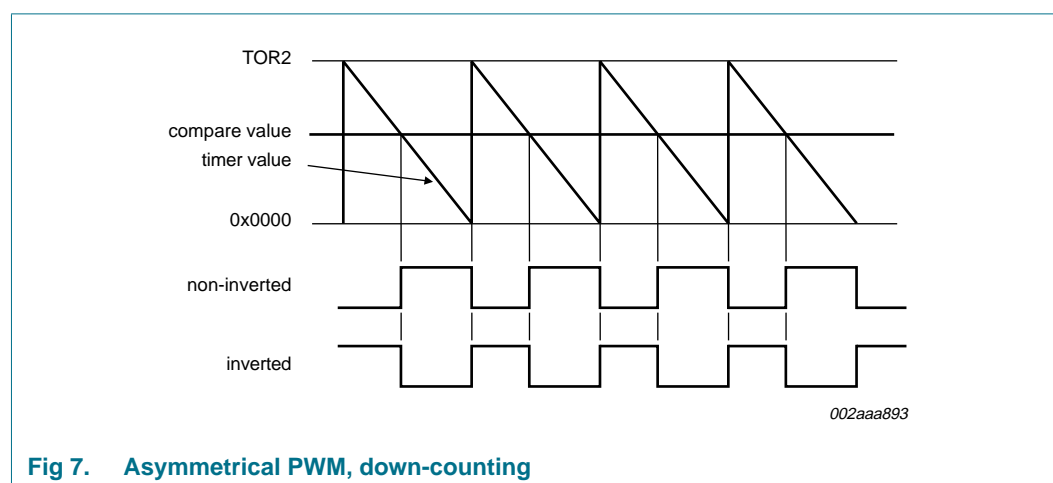 TOR2
compare value
timer value
0x0000
non-inverted
inverted
002aaa893
Fig 7. Asymmetrical PWM, down-counting